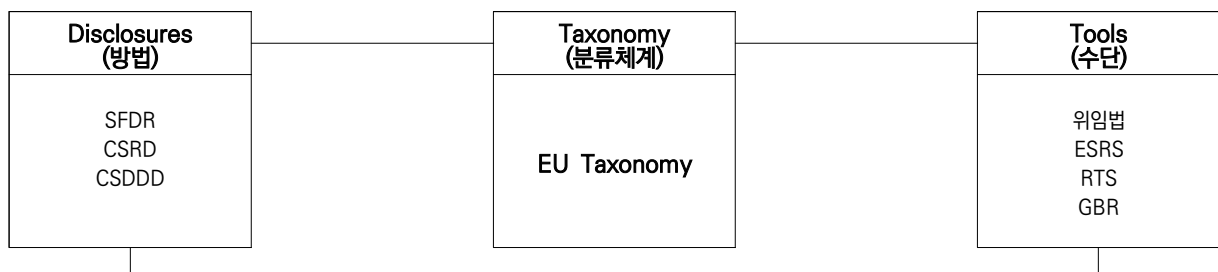 Disclosures
(방법)
SFDR
CSRD
CSDDD
Taxonomy
(분류체계)
EU Taxonomy
Tools
(수단)
위임법
ESRS
RTS
GBR